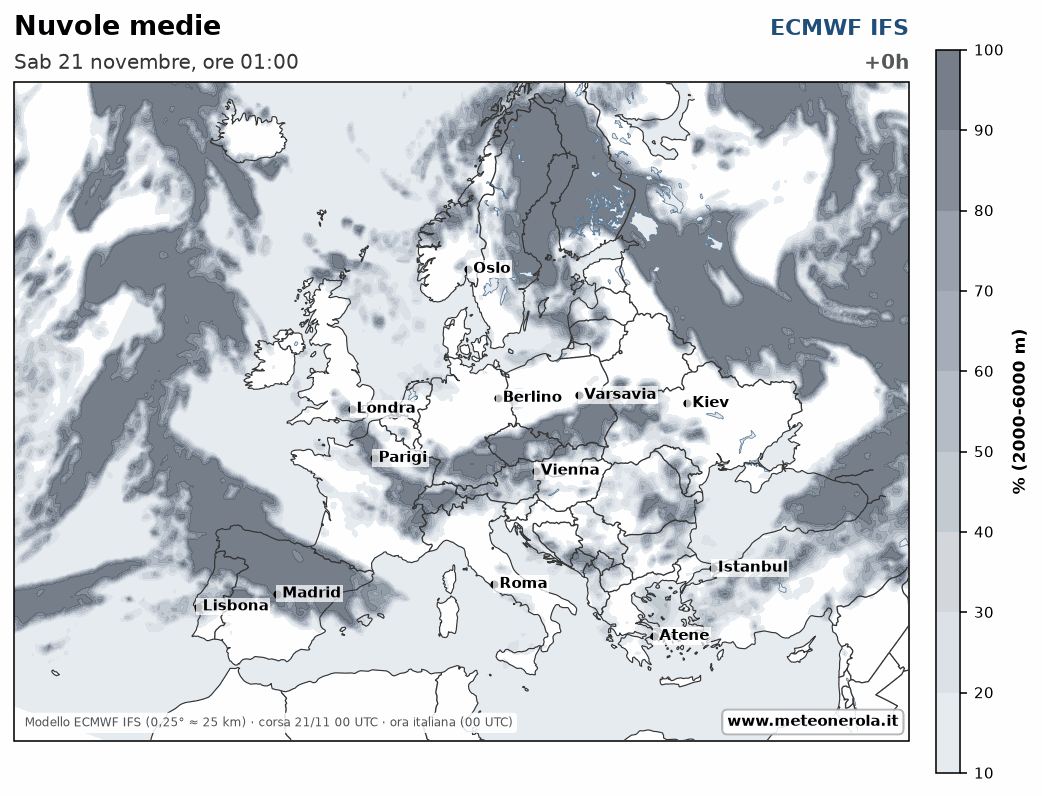 Nuvole medie
ECMWF IFS
Sab 21 novembre, ore 01:00
+0h
100
90
80
70
60
50
40
30
20
10
% (2000-6000 m)
Oslo
Londra
Berlino
Varsavia
Kiev
Parigi
Vienna
Istanbul
Roma
Madrid
Lisbona
Atene
Modello ECMWF IFS (0,25° ≈ 25 km) · corsa 21/11 00 UTC · ora italiana (00 UTC)
www.meteonerola.it